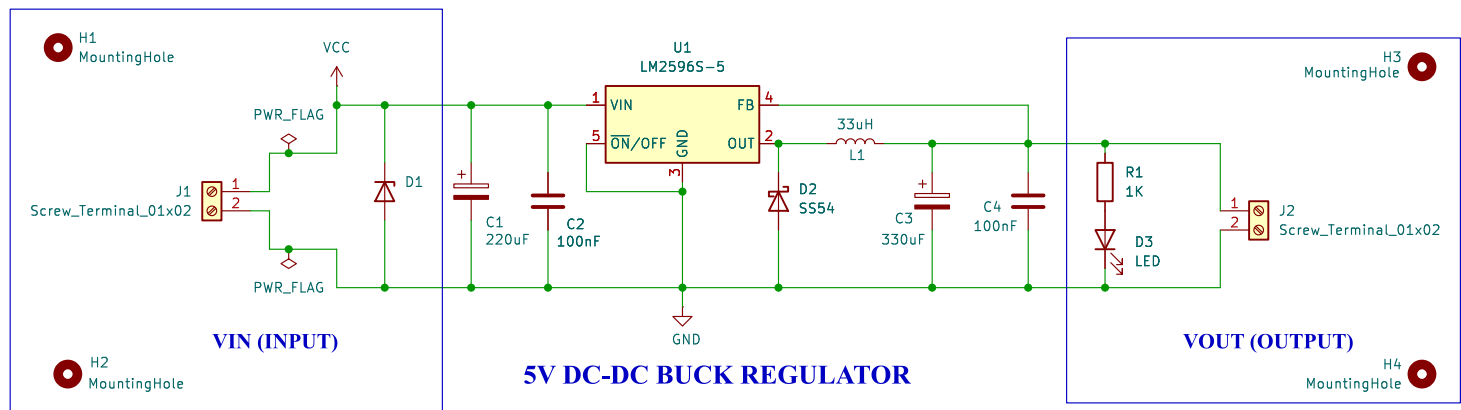 H1
MountingHole
VCC
PWR_FLAG
J1
Screw_Terminal_01x02
1
2
PWR_FLAG
D1
+
C1
220uF
C2
100nF
U1
LM2596S-5
1
VIN
FB
4
5
ON/OFF
GND
OUT
2
3
33uH
L1
D2
SS54
+
C3
330uF
C4
100nF
R1
1K
D3
LED
1
2
J2
Screw_Terminal_01x02
H3
MountingHole
GND
VIN (INPUT)
VOUT (OUTPUT)
H2
MountingHole
5V DC-DC BUCK REGULATOR
H4
MountingHole